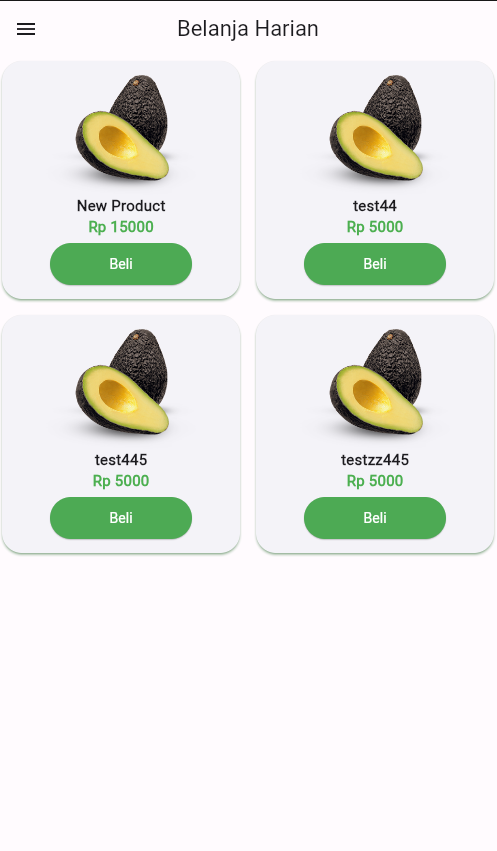 Belanja Harian
New Product
Rp 15000
Beli
test44
Rp 5000
Beli
test445
Rp 5000
Beli
testzz445
Rp 5000
Beli